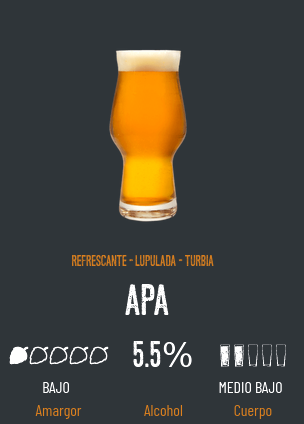 REFRESCANTE - LUPULADA - TURBIA
APA
5.5%
BAJO
MEDIO BAJO
Amargor
Alcohol
Cuerpo